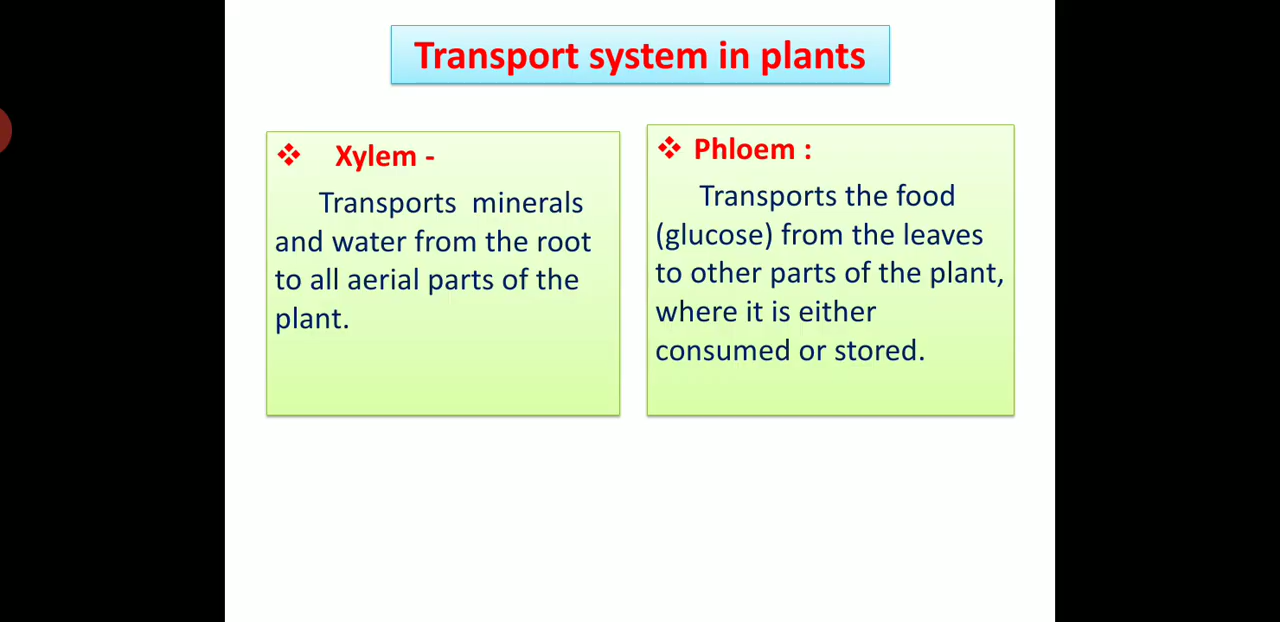 Transport system in plants
❖ Xylem -
Transports minerals
and water from the root
to all aerial parts of the
plant.
❖ Phloem :
Transports the food
(glucose) from the leaves
to other parts of the plant,
where it is either
consumed or stored.